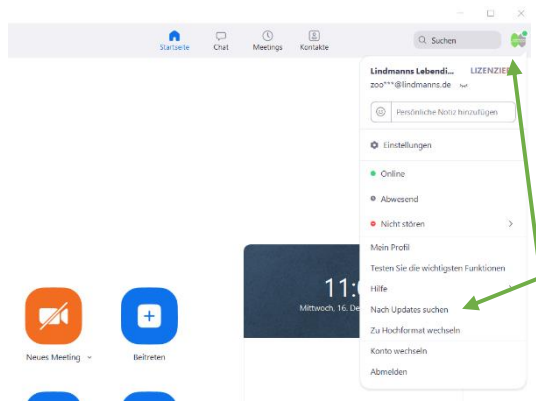 Startseite
Chat
Meetings
Kontakte
Suchen
Lindmanns Lebendi...
zoo***@lindmanns.de
Persönliche Notiz hinzufügen
Einstellungen
Online
Abwesend
Nicht stören
Mein Profil
Testen Sie die wichtigsten Funktionen
Hilfe
11:
Nach Updates suchen
Mittwoch, 16. De
Zu Hochformat wechseln
Neues Meeting
Beitreten
Konto wechseln
Abmelden